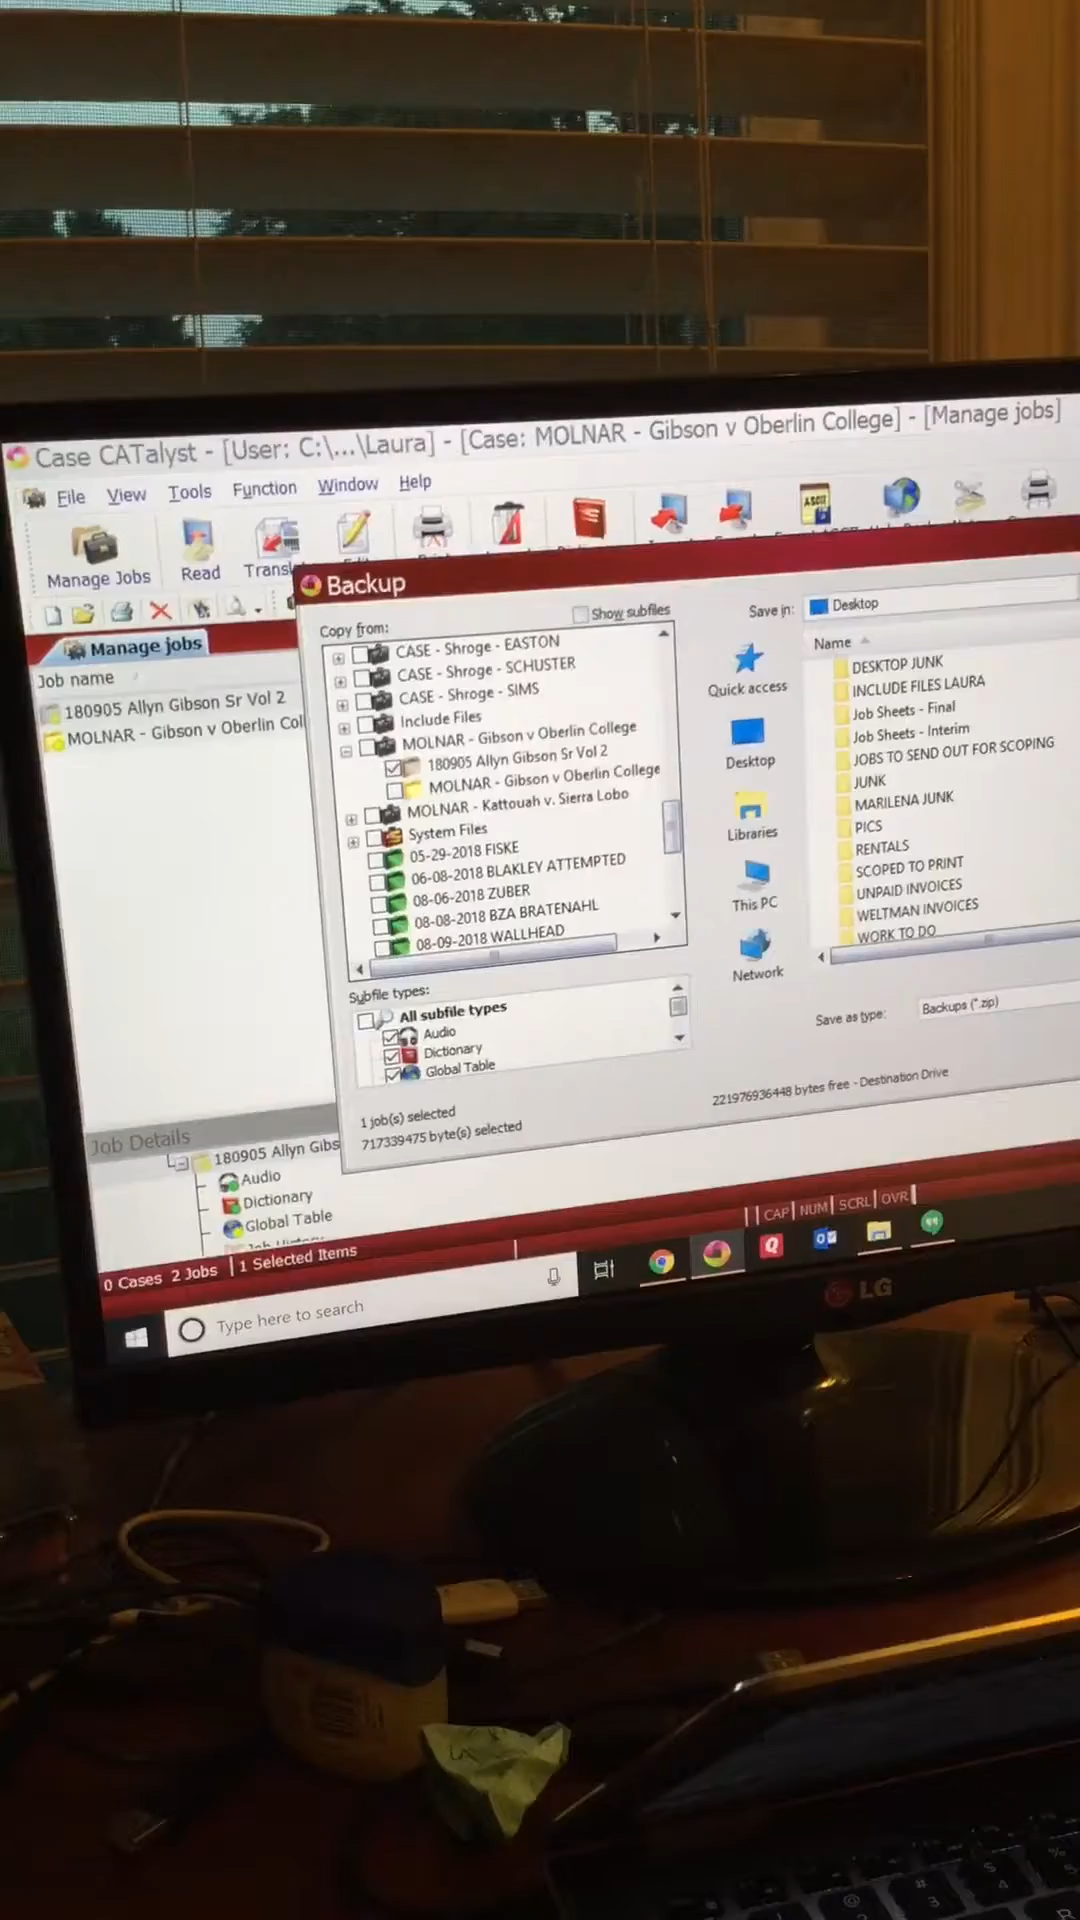 Case CATalyst - [User: C:\...\Laura] - [Case: MOLNAR - Gibson v Oberlin College] - [Manage jobs]
File View Tools Function Window Help
Manage Jobs
Read
ASCII
Backup
Manage jobs
Job name
180905 Allyn Gibson Sr Vol 2
MOLNAR - Gibson v Oberlin Col
Copy from:
Show subfiles
CASE - Shroge - EASTON
CASE - Shroge - SCHUSTER
CASE - Shroge - SIMS
Include Files
MOLNAR - Gibson v Oberlin College
180905 Allyn Gibson Sr Vol 2
MOLNAR - Gibson v Oberlin College
MOLNAR - Kattouah v. Sierra Lobo
System Files
05-29-2018 FISKE
06-08-2018 BLAKLEY ATTEMPTED
08-06-2018 ZUBER
08-08-2018 BZA BRATENAHL
08-09-2018 WALLHEAD
Subfile types:
All subfile types
Audio
Dictionary
Global Table
1 job(s) selected
717339475 byte(s) selected
Save in:
Desktop
Quick access
Desktop
Libraries
This PC
Network
Name
DESKTOP JUNK
INCLUDE FILES LAURA
Job Sheets - Final
Job Sheets - Interim
JOBS TO SEND OUT FOR SCOPING
JUNK
MARILENA JUNK
PICS
RENTALS
SCOPED TO PRINT
UNPAID INVOICES
WELTMAN INVOICES
WORK TO DO
Save as type:
Backups (*.zip)
221976936448 bytes free - Destination Drive
Job Details
180905 Allyn Gibs
Audio
Dictionary
Global Table
0 Cases 2 Jobs
1 Selected Items
CAP NUM SCRL OVR
Type here to search
LG